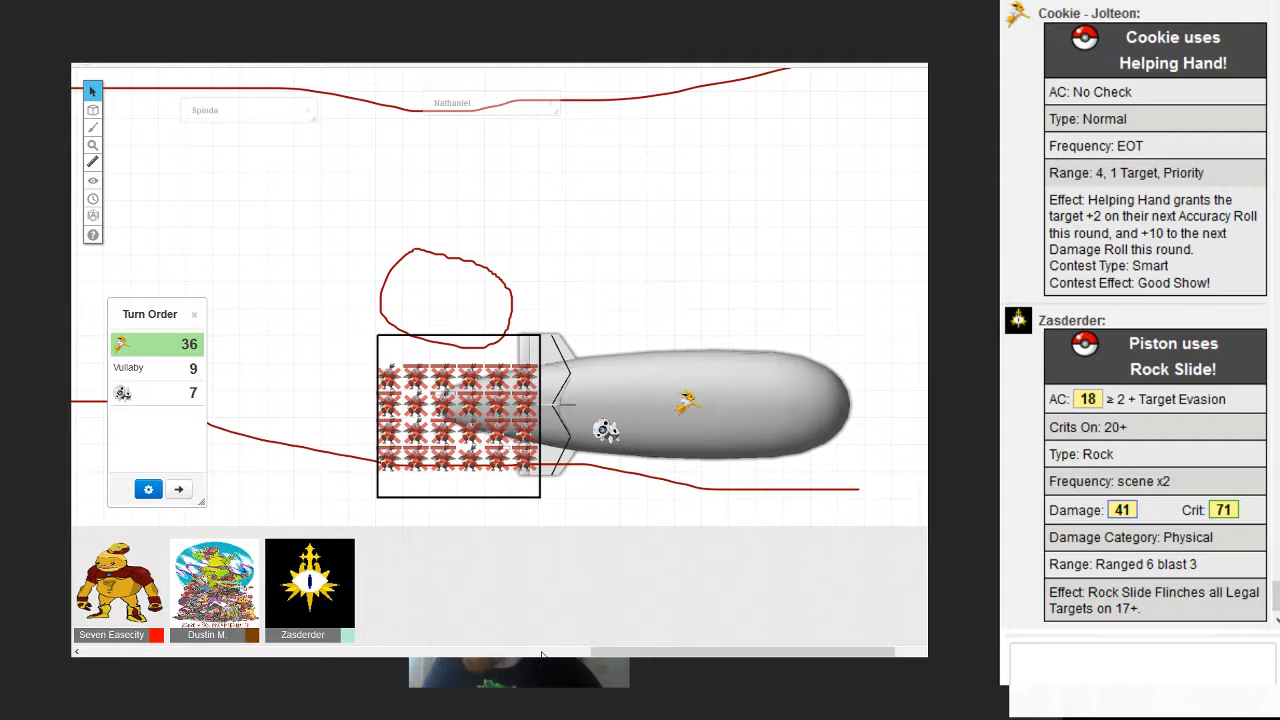 Spinda
Nathaniel
Turn Order
36
Vullaby 9
7
Seven Easecity
Dustin M.
Zasderder
Cookie - Jolteon:
Cookie uses
Helping Hand!
AC: No Check
Type: Normal
Frequency: EOT
Range: 4, 1 Target, Priority
Effect: Helping Hand grants the
target +2 on their next Accuracy Roll
this round, and +10 to the next
Damage Roll this round.
Contest Type: Smart
Contest Effect: Good Show!
Zasderder:
Piston uses
Rock Slide!
AC: 18 ≥ 2 + Target Evasion
Crits On: 20+
Type: Rock
Frequency: scene x2
Damage: 41 Crit: 71
Damage Category: Physical
Range: Ranged 6 blast 3
Effect: Rock Slide Flinches all Legal
Targets on 17+.